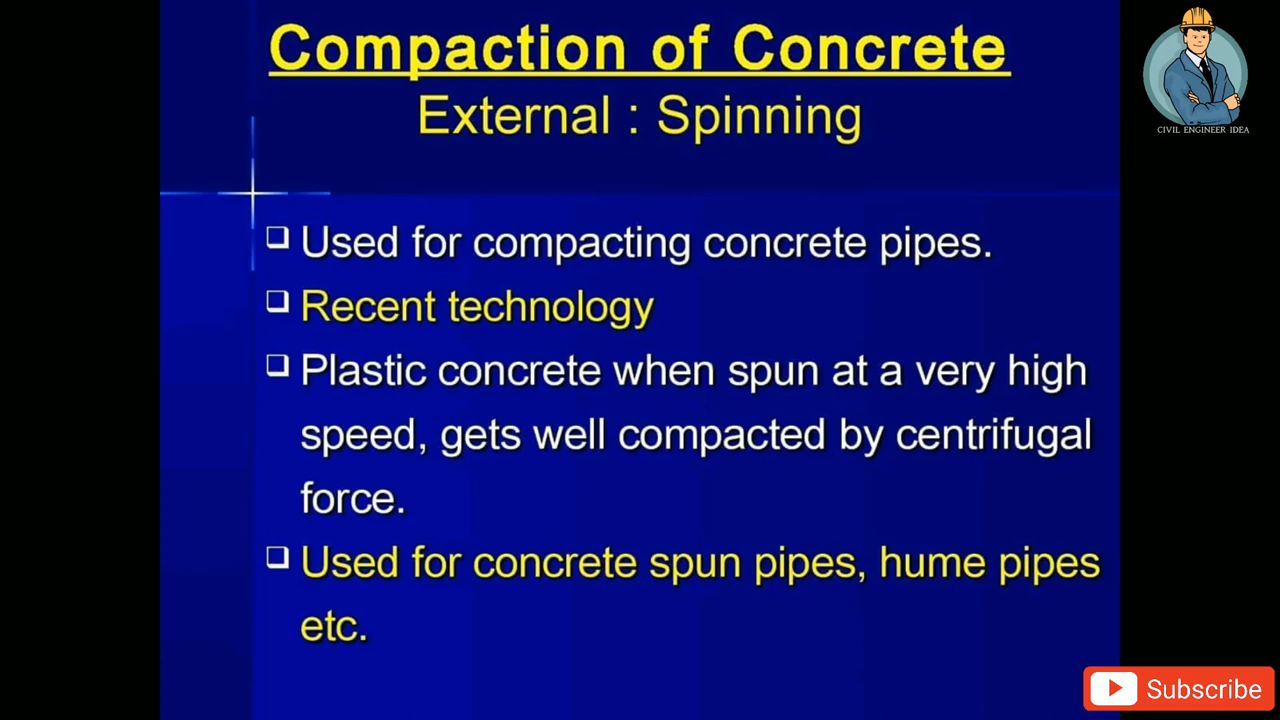 Compaction of Concrete
External : Spinning
CIVIL ENGINEER IDEA
❑ Used for compacting concrete pipes.
❑ Recent technology
❑ Plastic concrete when spun at a very high
speed, gets well compacted by centrifugal
force.
❑ Used for concrete spun pipes, hume pipes
etc.
Subscribe